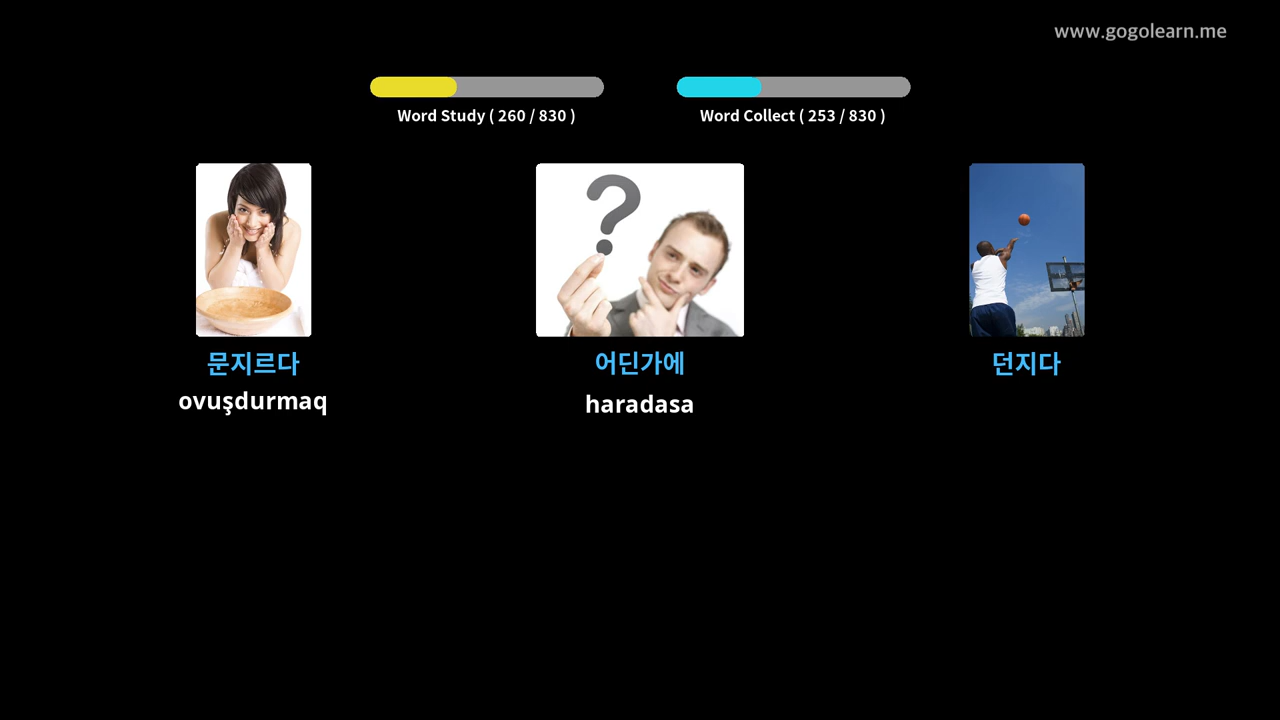 www.gogolearn.me
Word Study ( 260 / 830 )
Word Collect ( 253 / 830 )
문지르다
어딘가에
던지다
ovuşdurmaq
haradasa